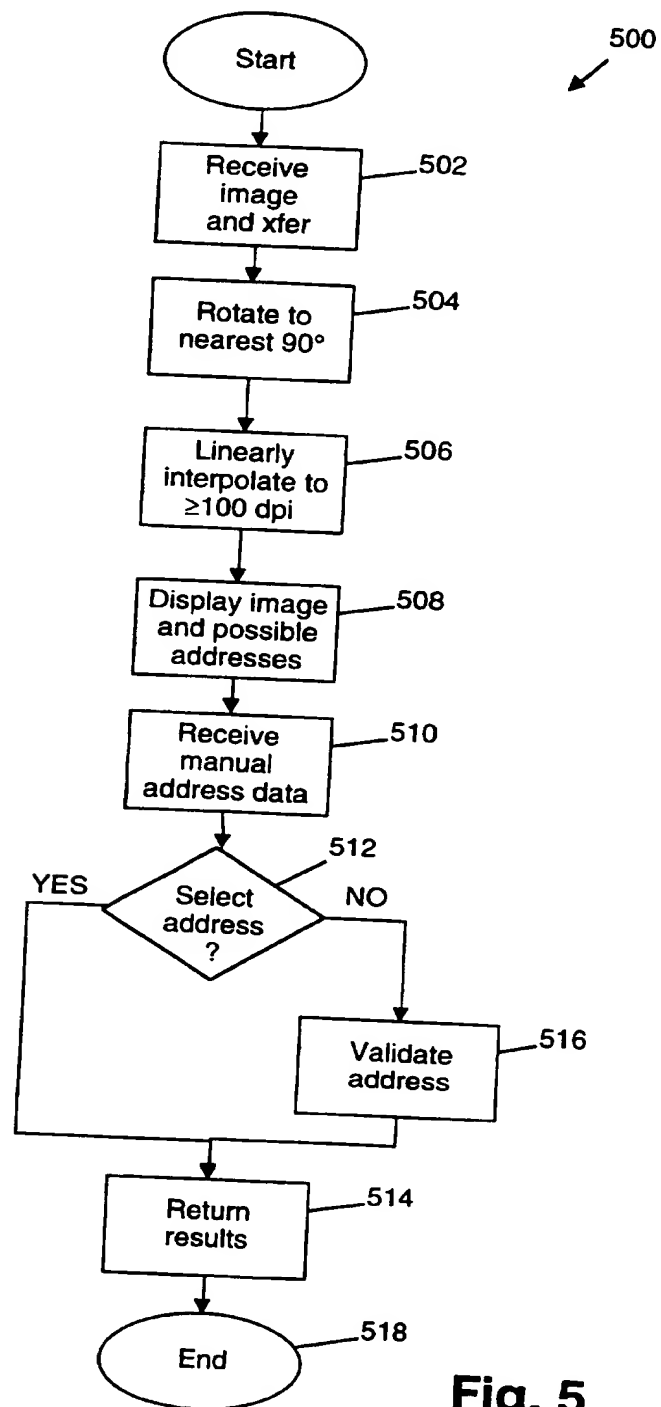 Start
500
Receive
image
and xfer
502
Rotate to
nearest 90°
504
Linearly
interpolate to
≥100 dpi
506
Display image
and possible
addresses
508
Receive
manual
address data
510
512
YES
Select
address
?
NO
Validate
address
516
Return
results
514
End
518
Fig. 5